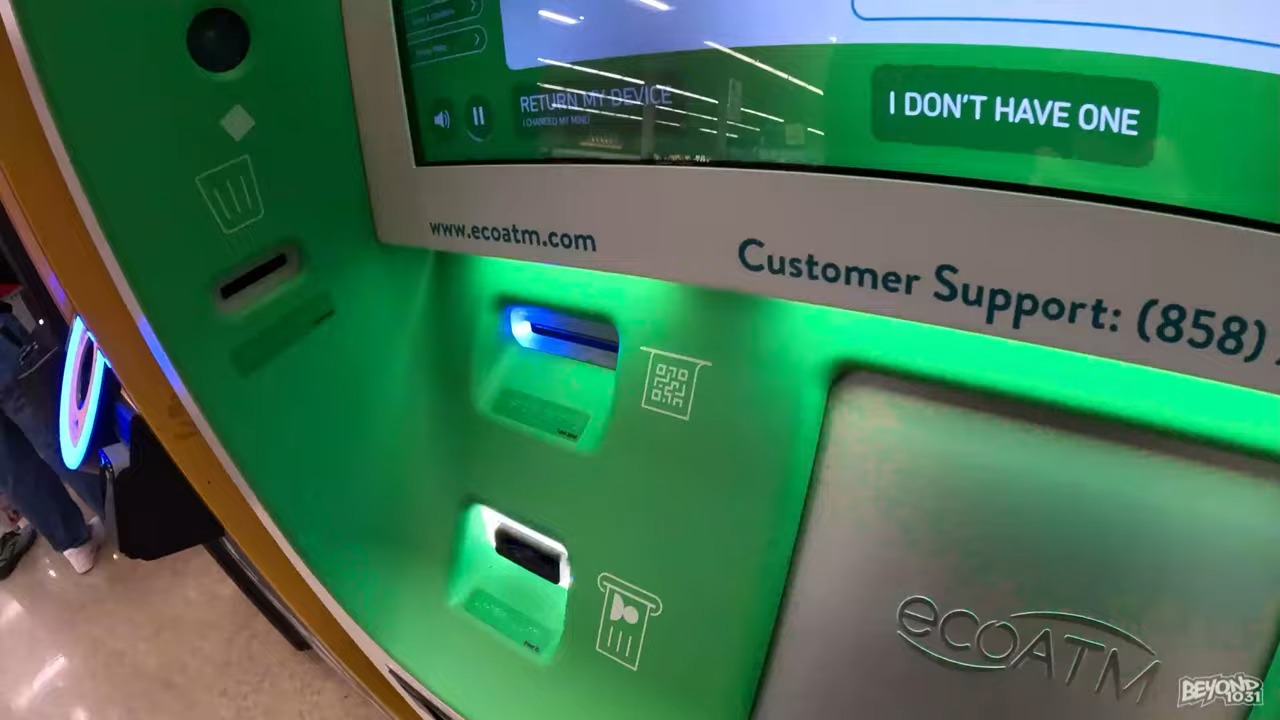 RETURN MY DEVICE
I CHANGED MY MIND
I DON'T HAVE ONE
www.ecoatm.com
Customer Support: (858)
ecoATM
BEYOND
1031